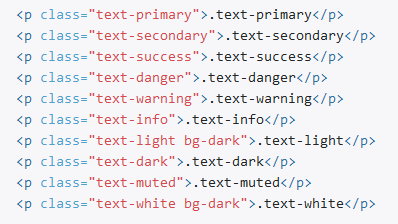 <p class="text-primary">.text-primary</p>
<p class="text-secondary">.text-secondary</p>
<p class="text-success">.text-success</p>
<p class="text-danger">.text-danger</p>
<p class="text-warning">.text-warning</p>
<p class="text-info">.text-info</p>
<p class="text-light bg-dark">.text-light</p>
<p class="text-dark">.text-dark</p>
<p class="text-muted">.text-muted</p>
<p class="text-white bg-dark">.text-white</p>